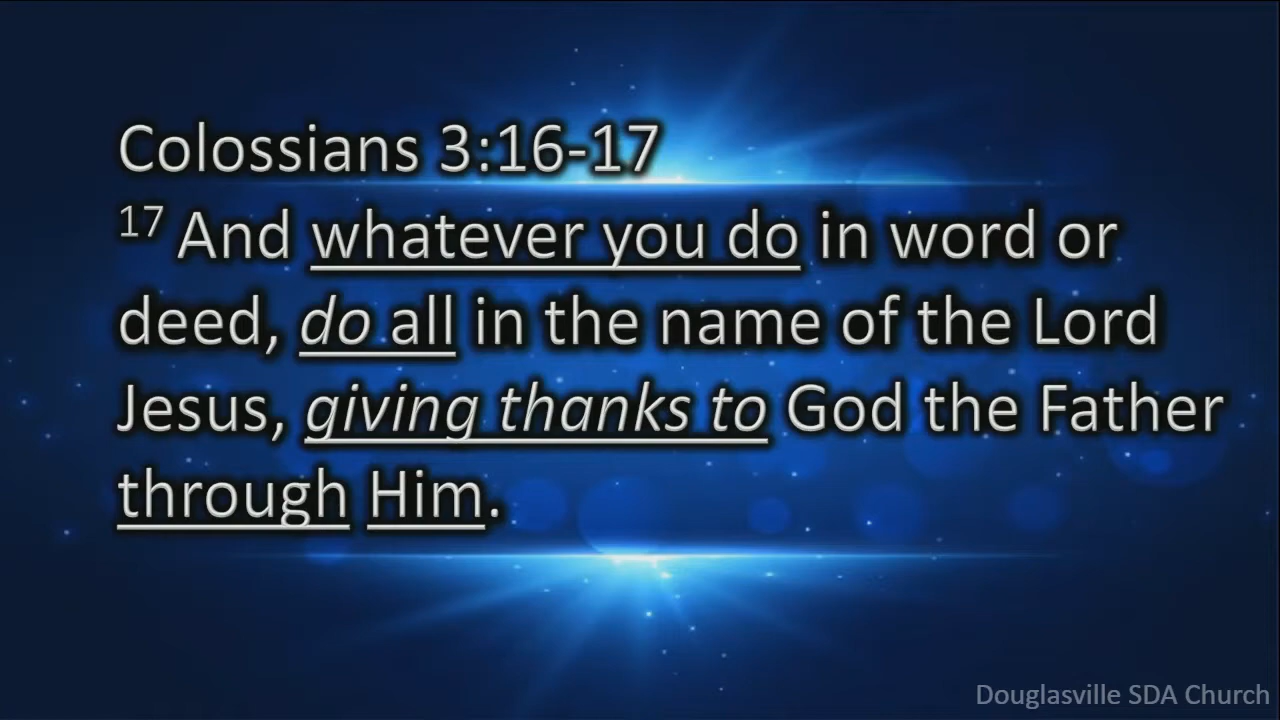 Colossians 3:16-17
17 And whatever you do in word or
deed, do all in the name of the Lord
Jesus, giving thanks to God the Father
through Him.
Douglasville SDA Church